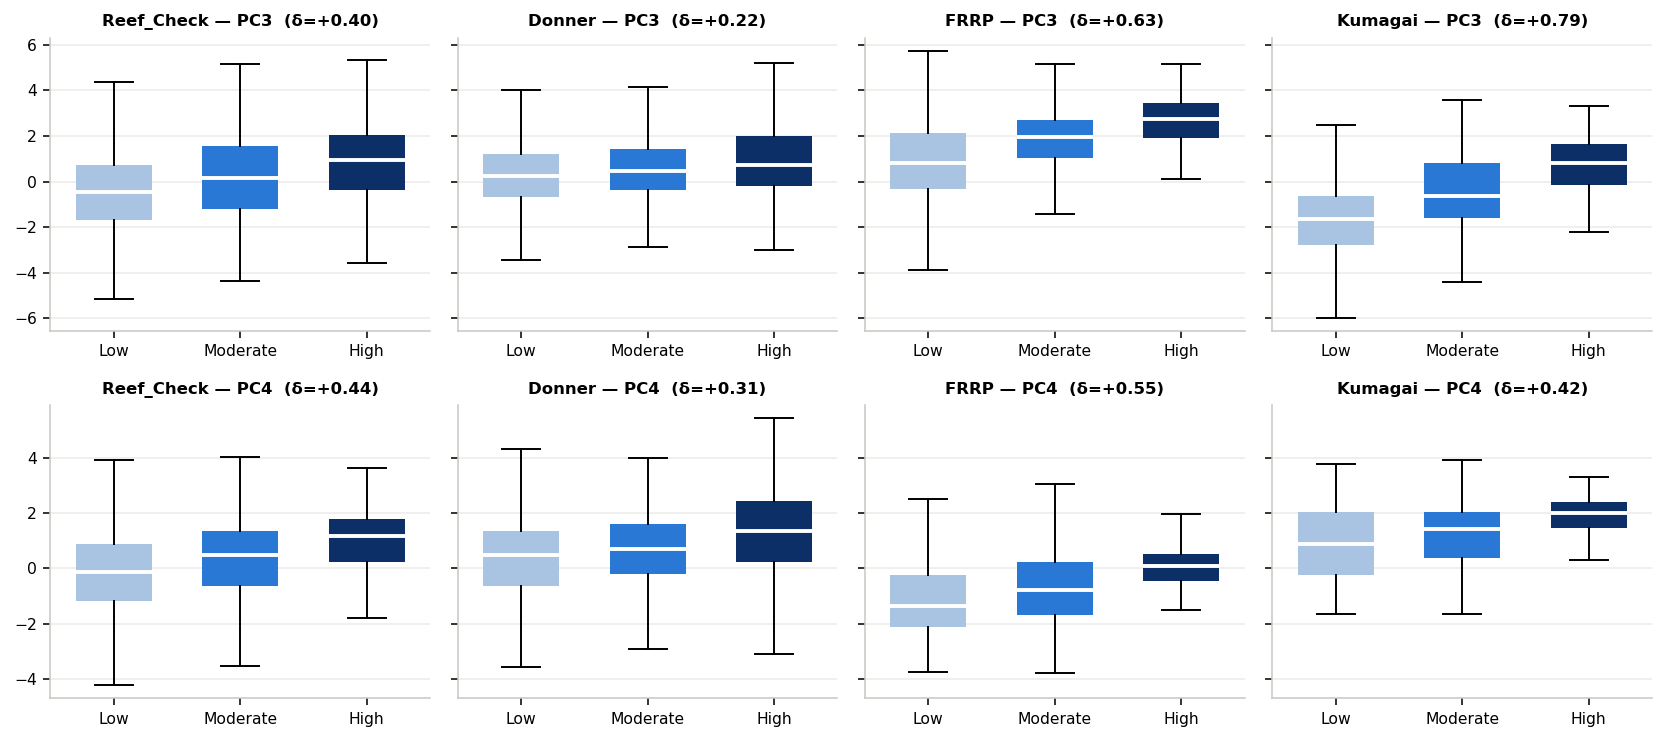 Reef_Check — PC3  (δ=+0.40)
Donner — PC3  (δ=+0.22)
FRRP — PC3  (δ=+0.63)
Kumagai — PC3  (δ=+0.79)
6
4
2
0
−2
−4
−6
Low Moderate High
Low Moderate High
Low Moderate High
Low Moderate High
Reef_Check — PC4  (δ=+0.44)
Donner — PC4  (δ=+0.31)
FRRP — PC4  (δ=+0.55)
Kumagai — PC4  (δ=+0.42)
4
2
0
−2
−4
Low Moderate High
Low Moderate High
Low Moderate High
Low Moderate High